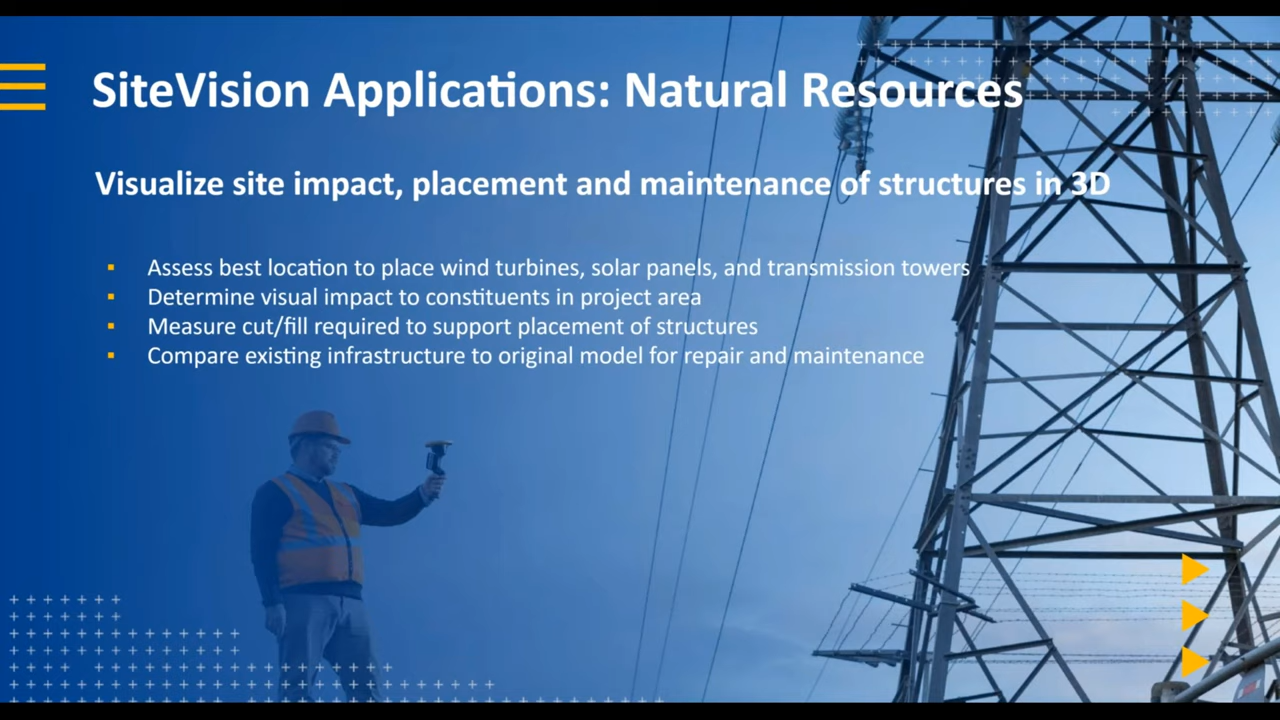 SiteVision Applications: Natural Resources
Visualize site impact, placement and maintenance of structures in 3D
▪ Assess best location to place wind turbines, solar panels, and transmission towers
▪ Determine visual impact to constituents in project area
▪ Measure cut/fill required to support placement of structures
▪ Compare existing infrastructure to original model for repair and maintenance